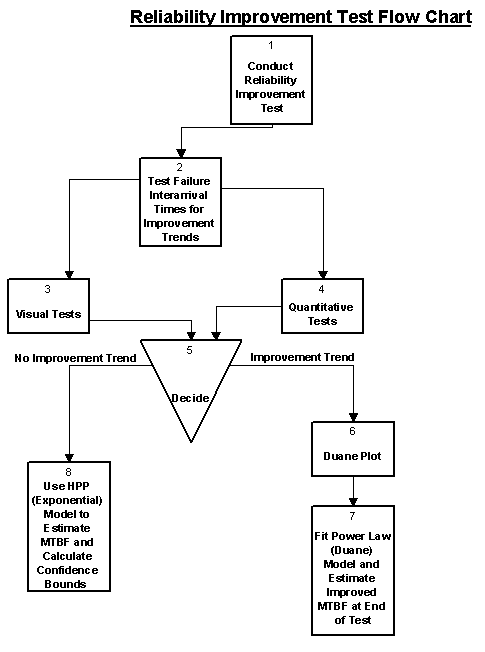 Reliability Improvement Test Flow Chart
1
Conduct
Reliability
Improvement
Test
2
Test Failure
Interarrival
Times for
Improvement
Trends
3
Visual Tests
4
Quantitative
Tests
5
Decide
No Improvement Trend
Improvement Trend
6
Duane Plot
7
Fit Power Law
(Duane)
Model and
Estimate
Improved
MTBF at End
of Test
8
Use HPP
(Exponential)
Model to
Estimate
MTBF and
Calculate
Confidence
Bounds